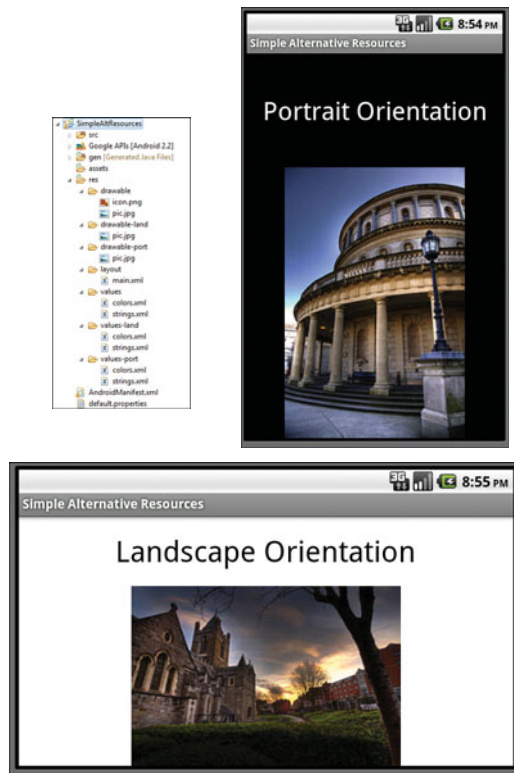 SimpleAltResources
src
Google APIs [Android 2.2]
gen [Generated Java Files]
assets
res
drawable
icon.png
pic.jpg
drawable-land
pic.jpg
drawable-port
pic.jpg
layout
main.xml
values
colors.xml
strings.xml
values-land
colors.xml
strings.xml
values-port
colors.xml
strings.xml
AndroidManifest.xml
default.properties
3G 8:54 PM
Simple Alternative Resources
Portrait Orientation
3G 8:55 PM
Simple Alternative Resources
Landscape Orientation